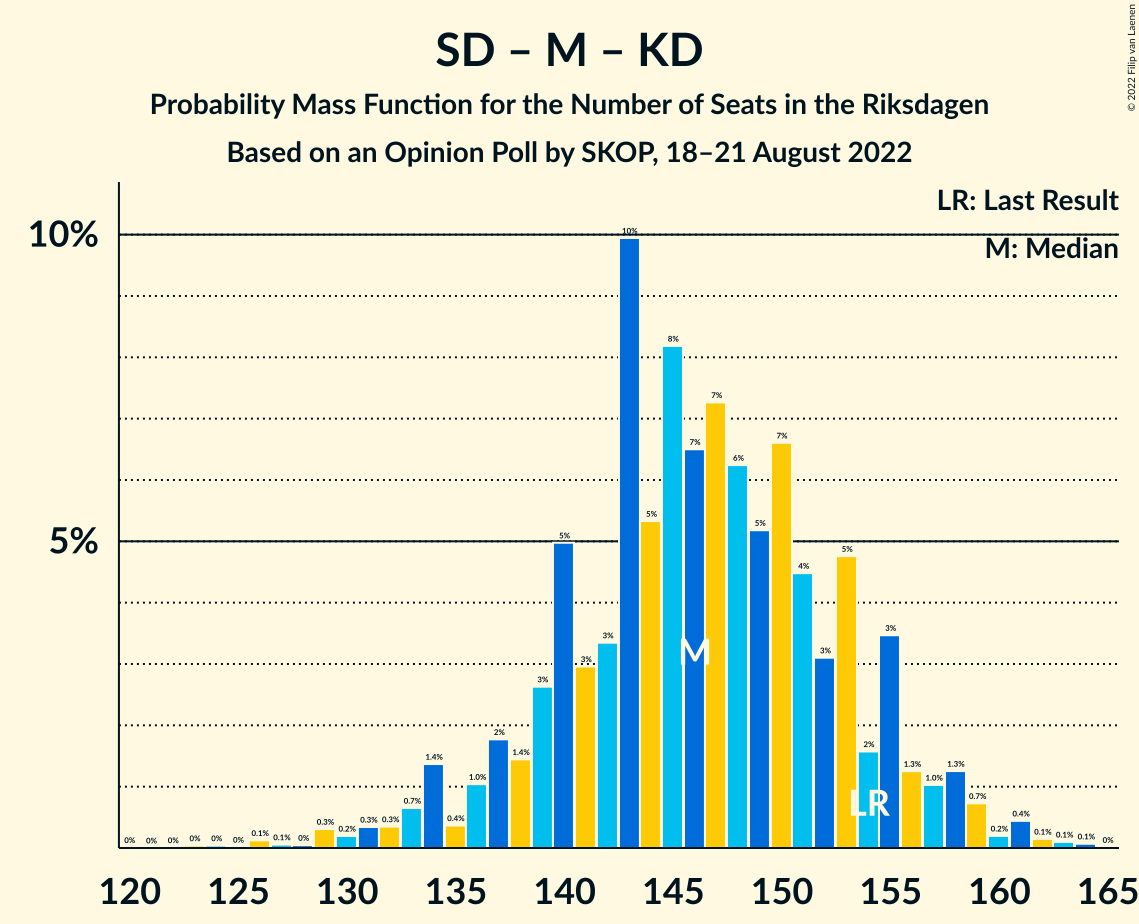 © 2022 Filip van Laenen
SD – M – KD
Probability Mass Function for the Number of Seats in the Riksdagen
Based on an Opinion Poll by SKOP, 18–21 August 2022
LR: Last Result
M: Median
10%
5%
0% 0% 0% 0% 0% 0% 0.1% 0.1% 0% 0.3% 0.2% 0.3% 0.3% 0.7% 1.4% 0.4% 1.0% 2% 1.4% 3% 5% 3% 3% 10% 5% 8% 7% 7% 6% 5% 7% 4% 3% 5% 2% 3% 1.3% 1.0% 1.3% 0.7% 0.2% 0.4% 0.1% 0.1% 0.1% 0%
M
LR
120 125 130 135 140 145 150 155 160 165